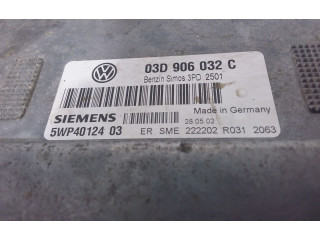 03D 906 032 C
Benzin Simos 3PD 2501
Made in Germany
SIEMENS
28.05.02
5WP40124 03 ER SME 222202 R031 2063